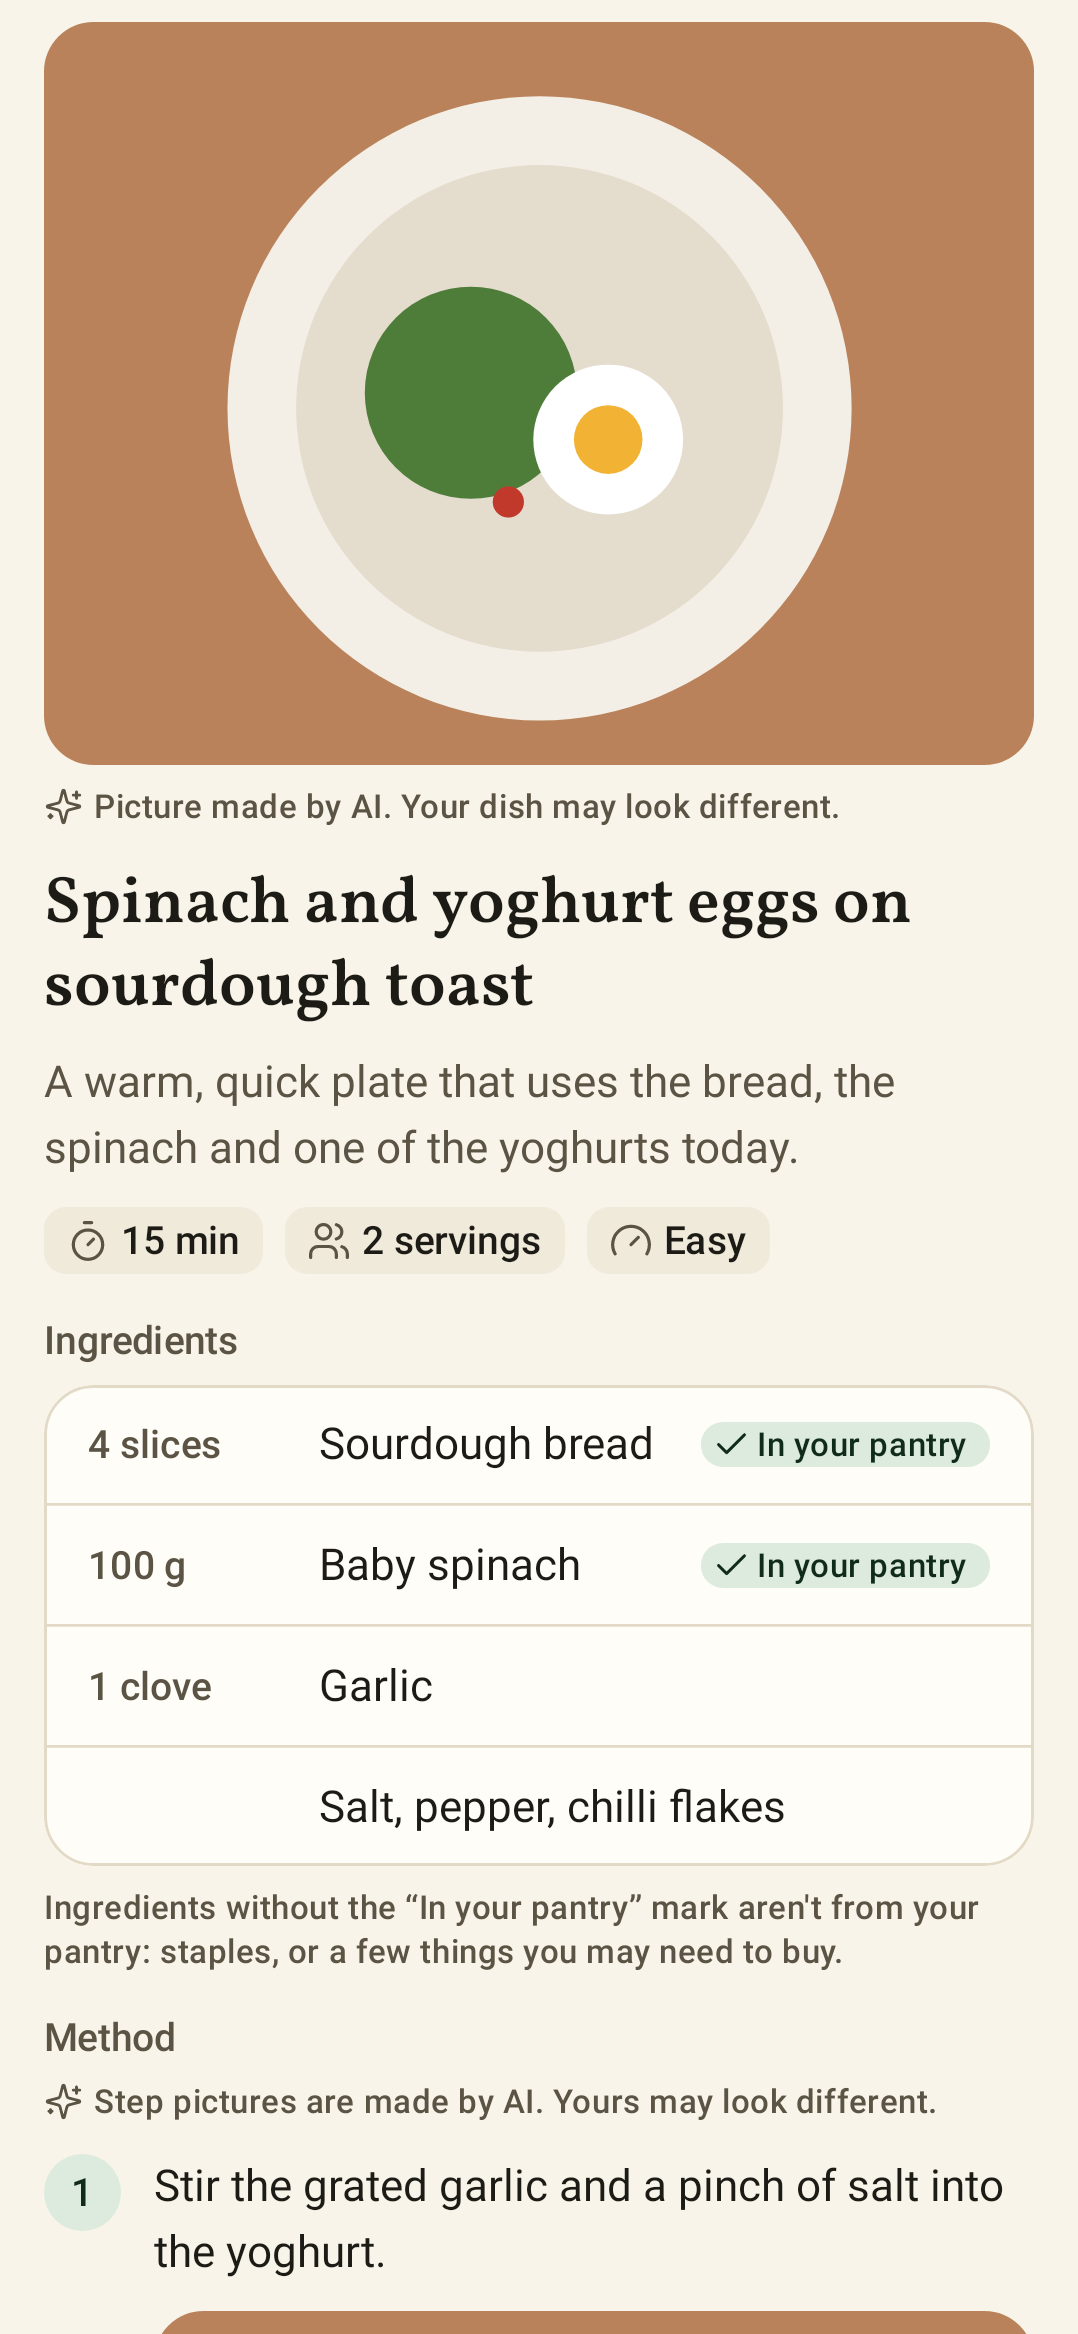 Picture made by AI. Your dish may look different.
Spinach and yoghurt eggs on
sourdough toast
A warm, quick plate that uses the bread, the
spinach and one of the yoghurts today.
15 min
2 servings
Easy
Ingredients
4 slices Sourdough bread In your pantry
100 g Baby spinach In your pantry
1 clove Garlic
Salt, pepper, chilli flakes
Ingredients without the “In your pantry” mark aren't from your
pantry: staples, or a few things you may need to buy.
Method
Step pictures are made by AI. Yours may look different.
1 Stir the grated garlic and a pinch of salt into
the yoghurt.